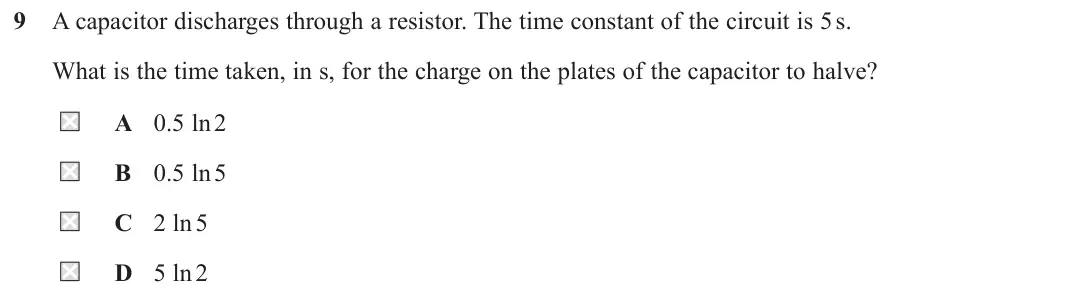 9 A capacitor discharges through a resistor. The time constant of the circuit is 5 s.
What is the time taken, in s, for the charge on the plates of the capacitor to halve?
A 0.5 ln 2
B 0.5 ln 5
C 2 ln 5
D 5 ln 2